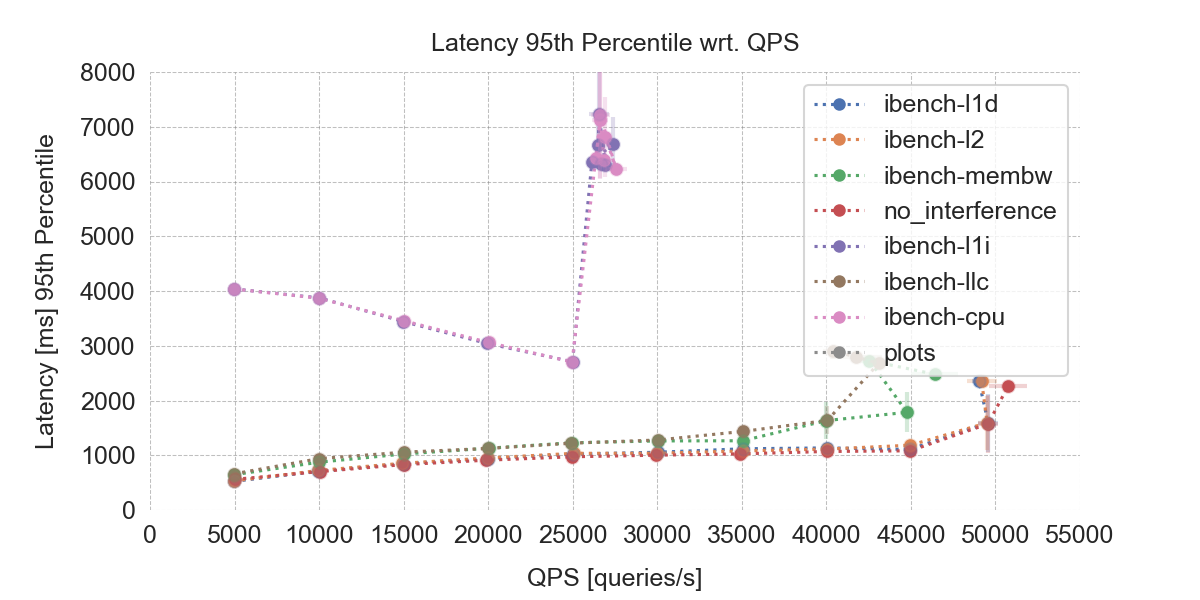 Latency 95th Percentile wrt. QPS
8000
7000
6000
5000
4000
3000
2000
1000
0
Latency [ms] 95th Percentile
ibench-l1d
ibench-l2
ibench-membw
no_interference
ibench-l1i
ibench-llc
ibench-cpu
plots
0 5000 10000 15000 20000 25000 30000 35000 40000 45000 50000 55000
QPS [queries/s]